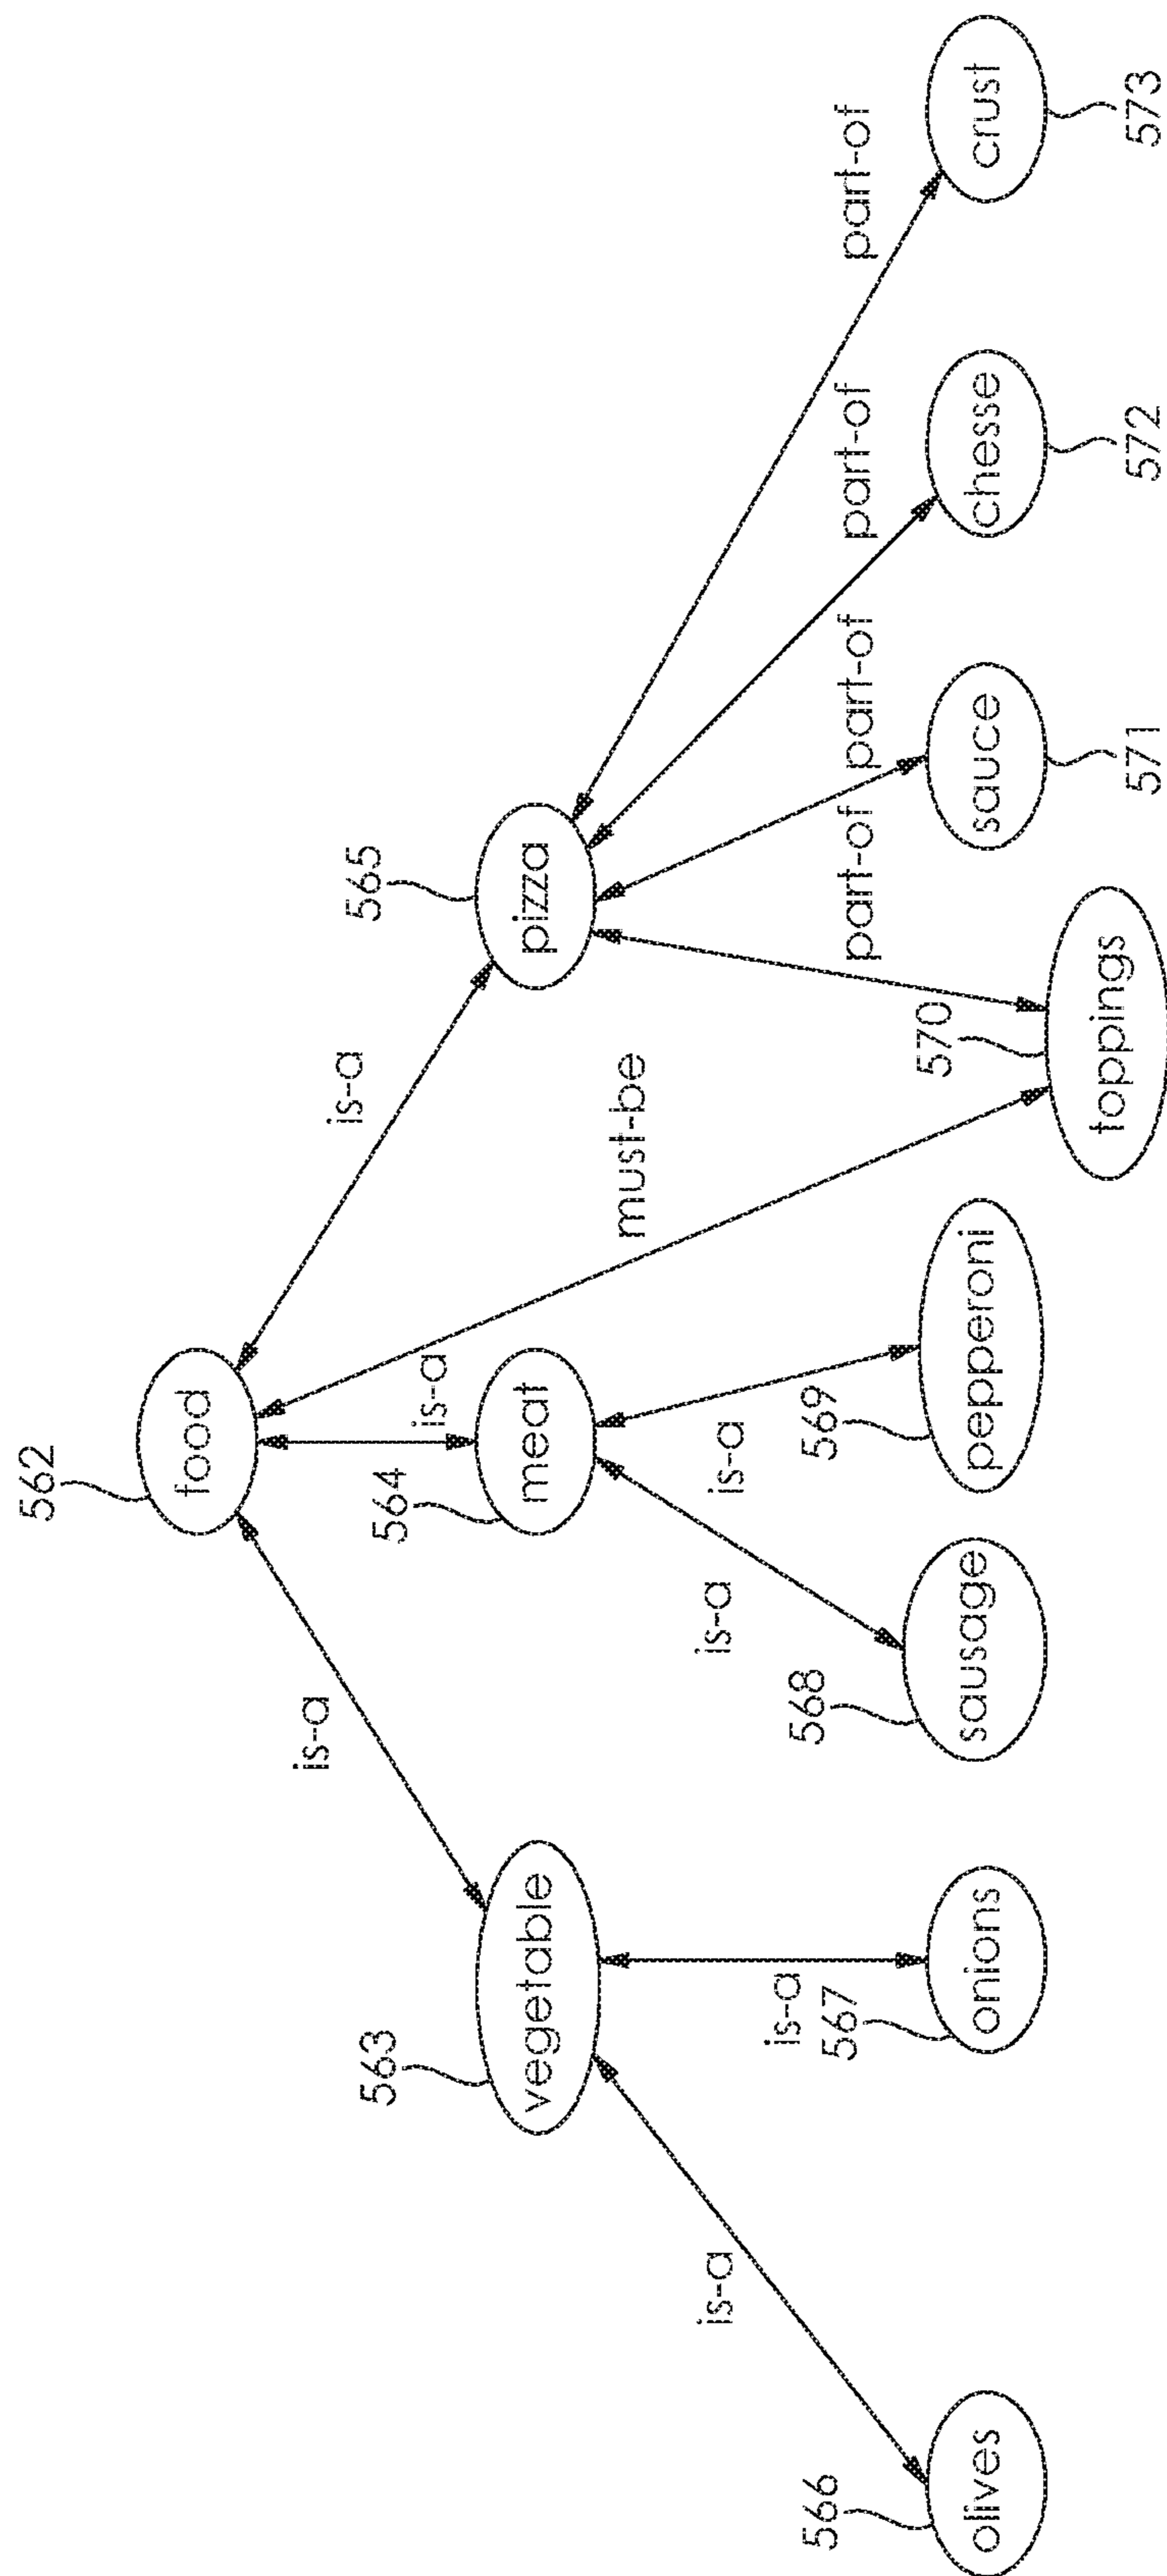 562
food
is-a
is-a
is-a
must-be
563
vegetable
564
meat
565
pizza
is-a
is-a
is-a
is-a
part-of
part-of
part-of
part-of
566
olives
567
onions
568
sausage
569
pepperoni
570
toppings
sauce
571
chesse
572
crust
573